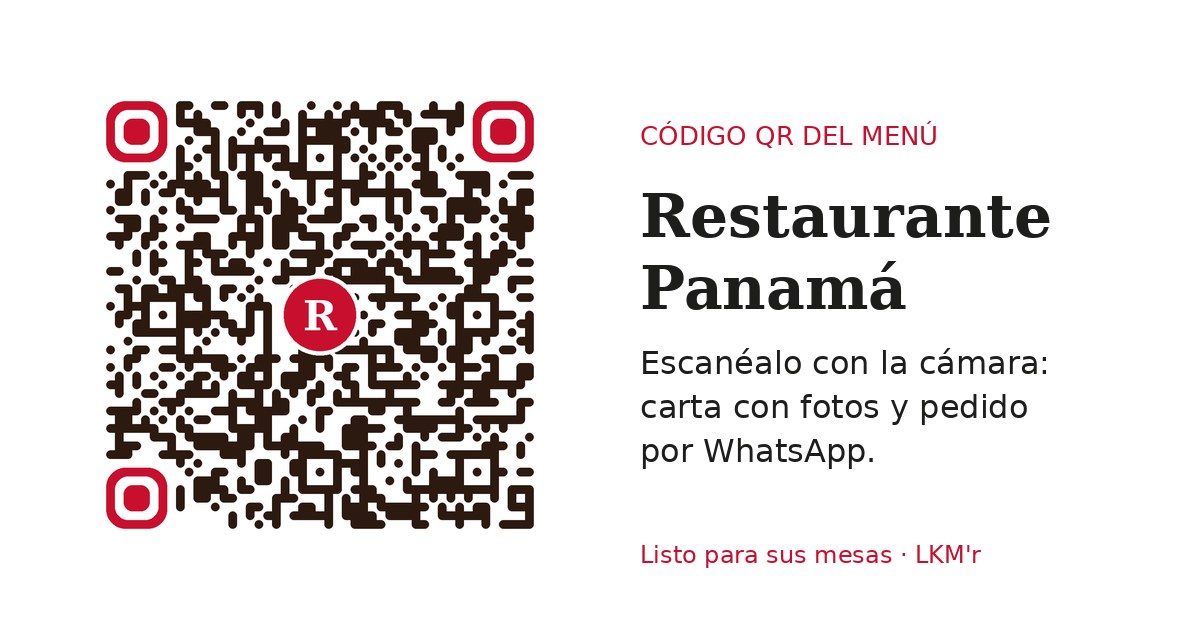 R
CÓDIGO QR DEL MENÚ
Restaurante
Panamá
Escanéalo con la cámara:
carta con fotos y pedido
por WhatsApp.
Listo para sus mesas · LKM'r